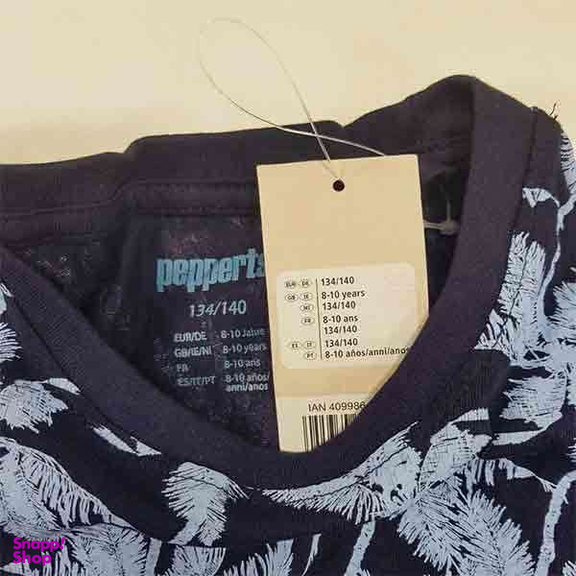 pepperts
134/140
EUR/DE 8-10 Jahre
GB/IE/NI 8-10 years
FR 8-10 ans
ES/IT/PT 8-10 años/
anni/anos
EUR DE 134/140
GB IE 8-10 years
NI 134/140
FR 8-10 ans
134/140
ES IT 134/140
PT 8-10 años/anni/anos
IAN 409986
Snapp!
Shop